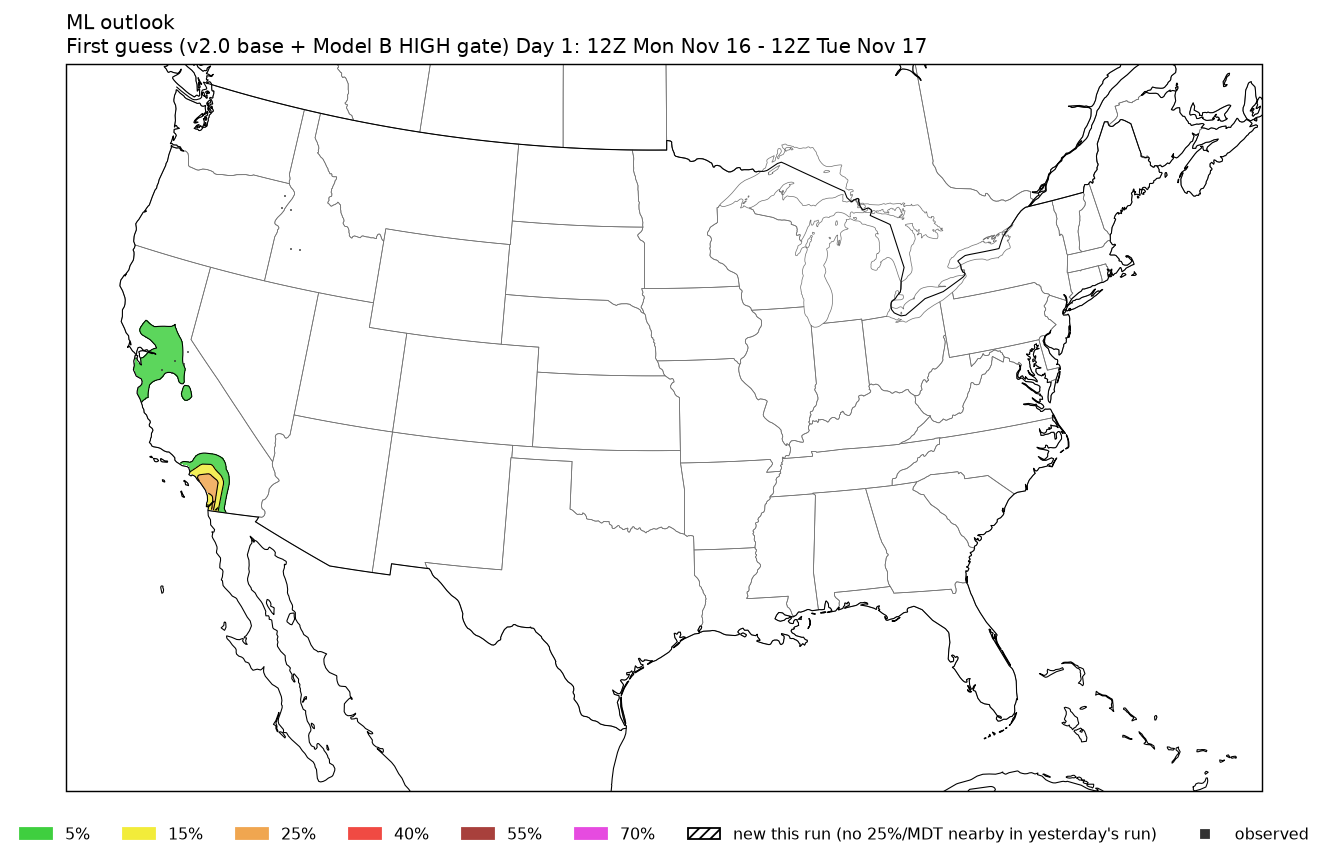 ML outlook
First guess (v2.0 base + Model B HIGH gate) Day 1: 12Z Mon Nov 16 - 12Z Tue Nov 17
5% 15% 25% 40% 55% 70% new this run (no 25%/MDT nearby in yesterday's run) observed